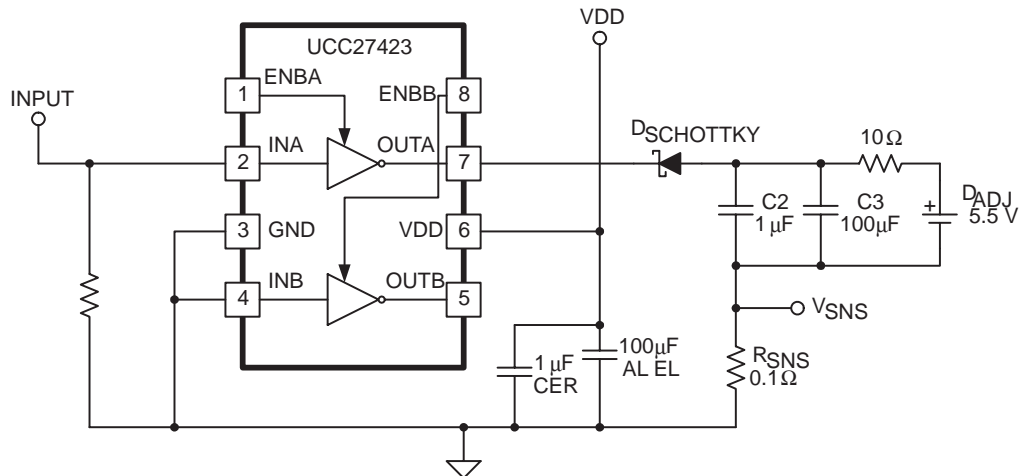 VDD
UCC27423
INPUT
1
ENBA
ENBB
8
2
INA
OUTA
7
DSCHOTTKY
10Ω
3
GND
VDD
6
C2
1 μF
C3
100μF
+
DADJ
5.5 V
4
INB
OUTB
5
VSNS
1 μF
CER
100μF
AL EL
RSNS
0.1Ω